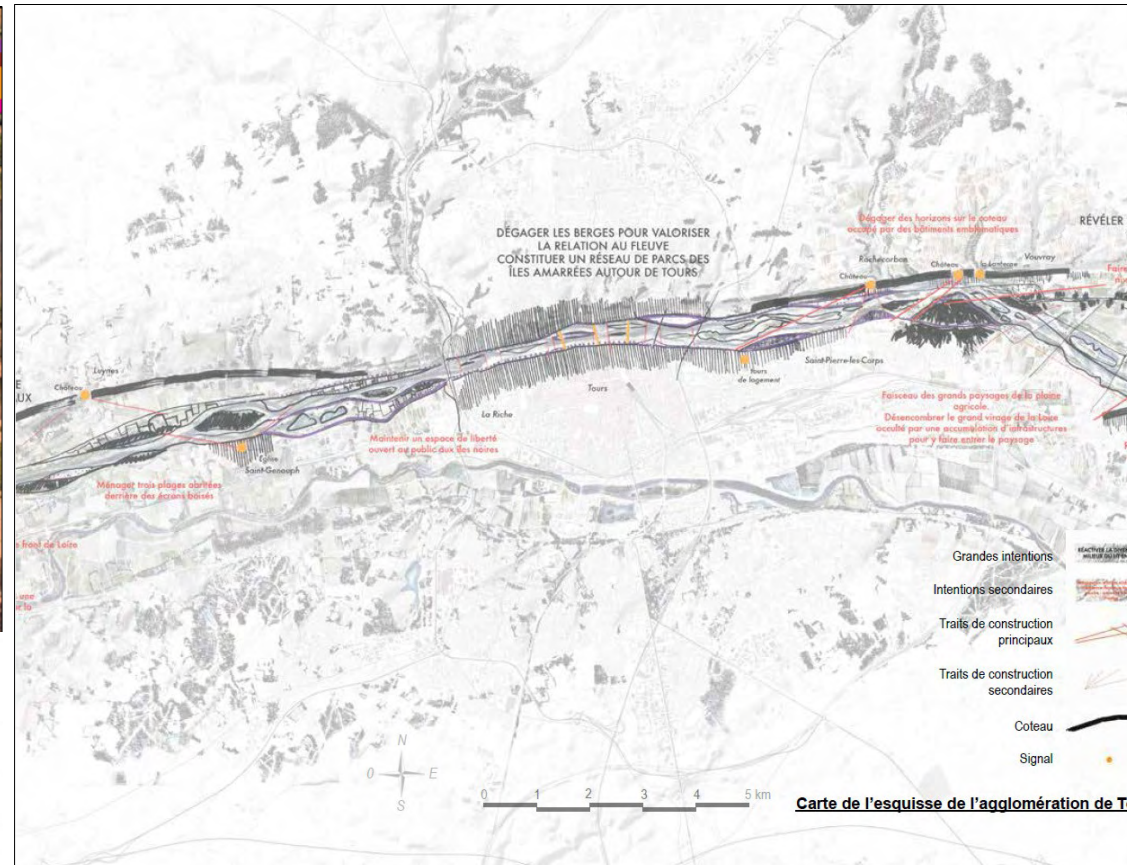 DÉGAGER LES BERGES POUR VALORISER
LA RELATION AU FLEUVE
CONSTITUER UN RÉSEAU DE PARCS DES
ÎLES AMARRÉES AUTOUR DE TOURS
Dégager des horizons sur le coteau
occupé par des bâtiments emblématiques
RÉVÉLER
Rochecorbon
Château
Château
la Lanterne
Vouvray
Faire
Luynes
Château
E
AUX
Tours
de logement
Saint-Pierre-les-Corps
Tours
La Riche
Maintenir un espace de liberté
ouvert au public aux îles noires
Église
Saint-Genouph
Ménager trois plages abritées
derrière des écrans boisés
Faisceau des grands paysages de la plaine
agricole.
Désencombrer le grand virage de la Loire
occulté par une accumulation d'infrastructures
pour y faire entrer le paysage
R
front de Loire
une
Grandes intentions
Intentions secondaires
Traits de construction
principaux
Traits de construction
secondaires
Coteau
Signal
N
O
E
S
0 1 2 3 4 5 km
Carte de l'esquisse de l'agglomération de T